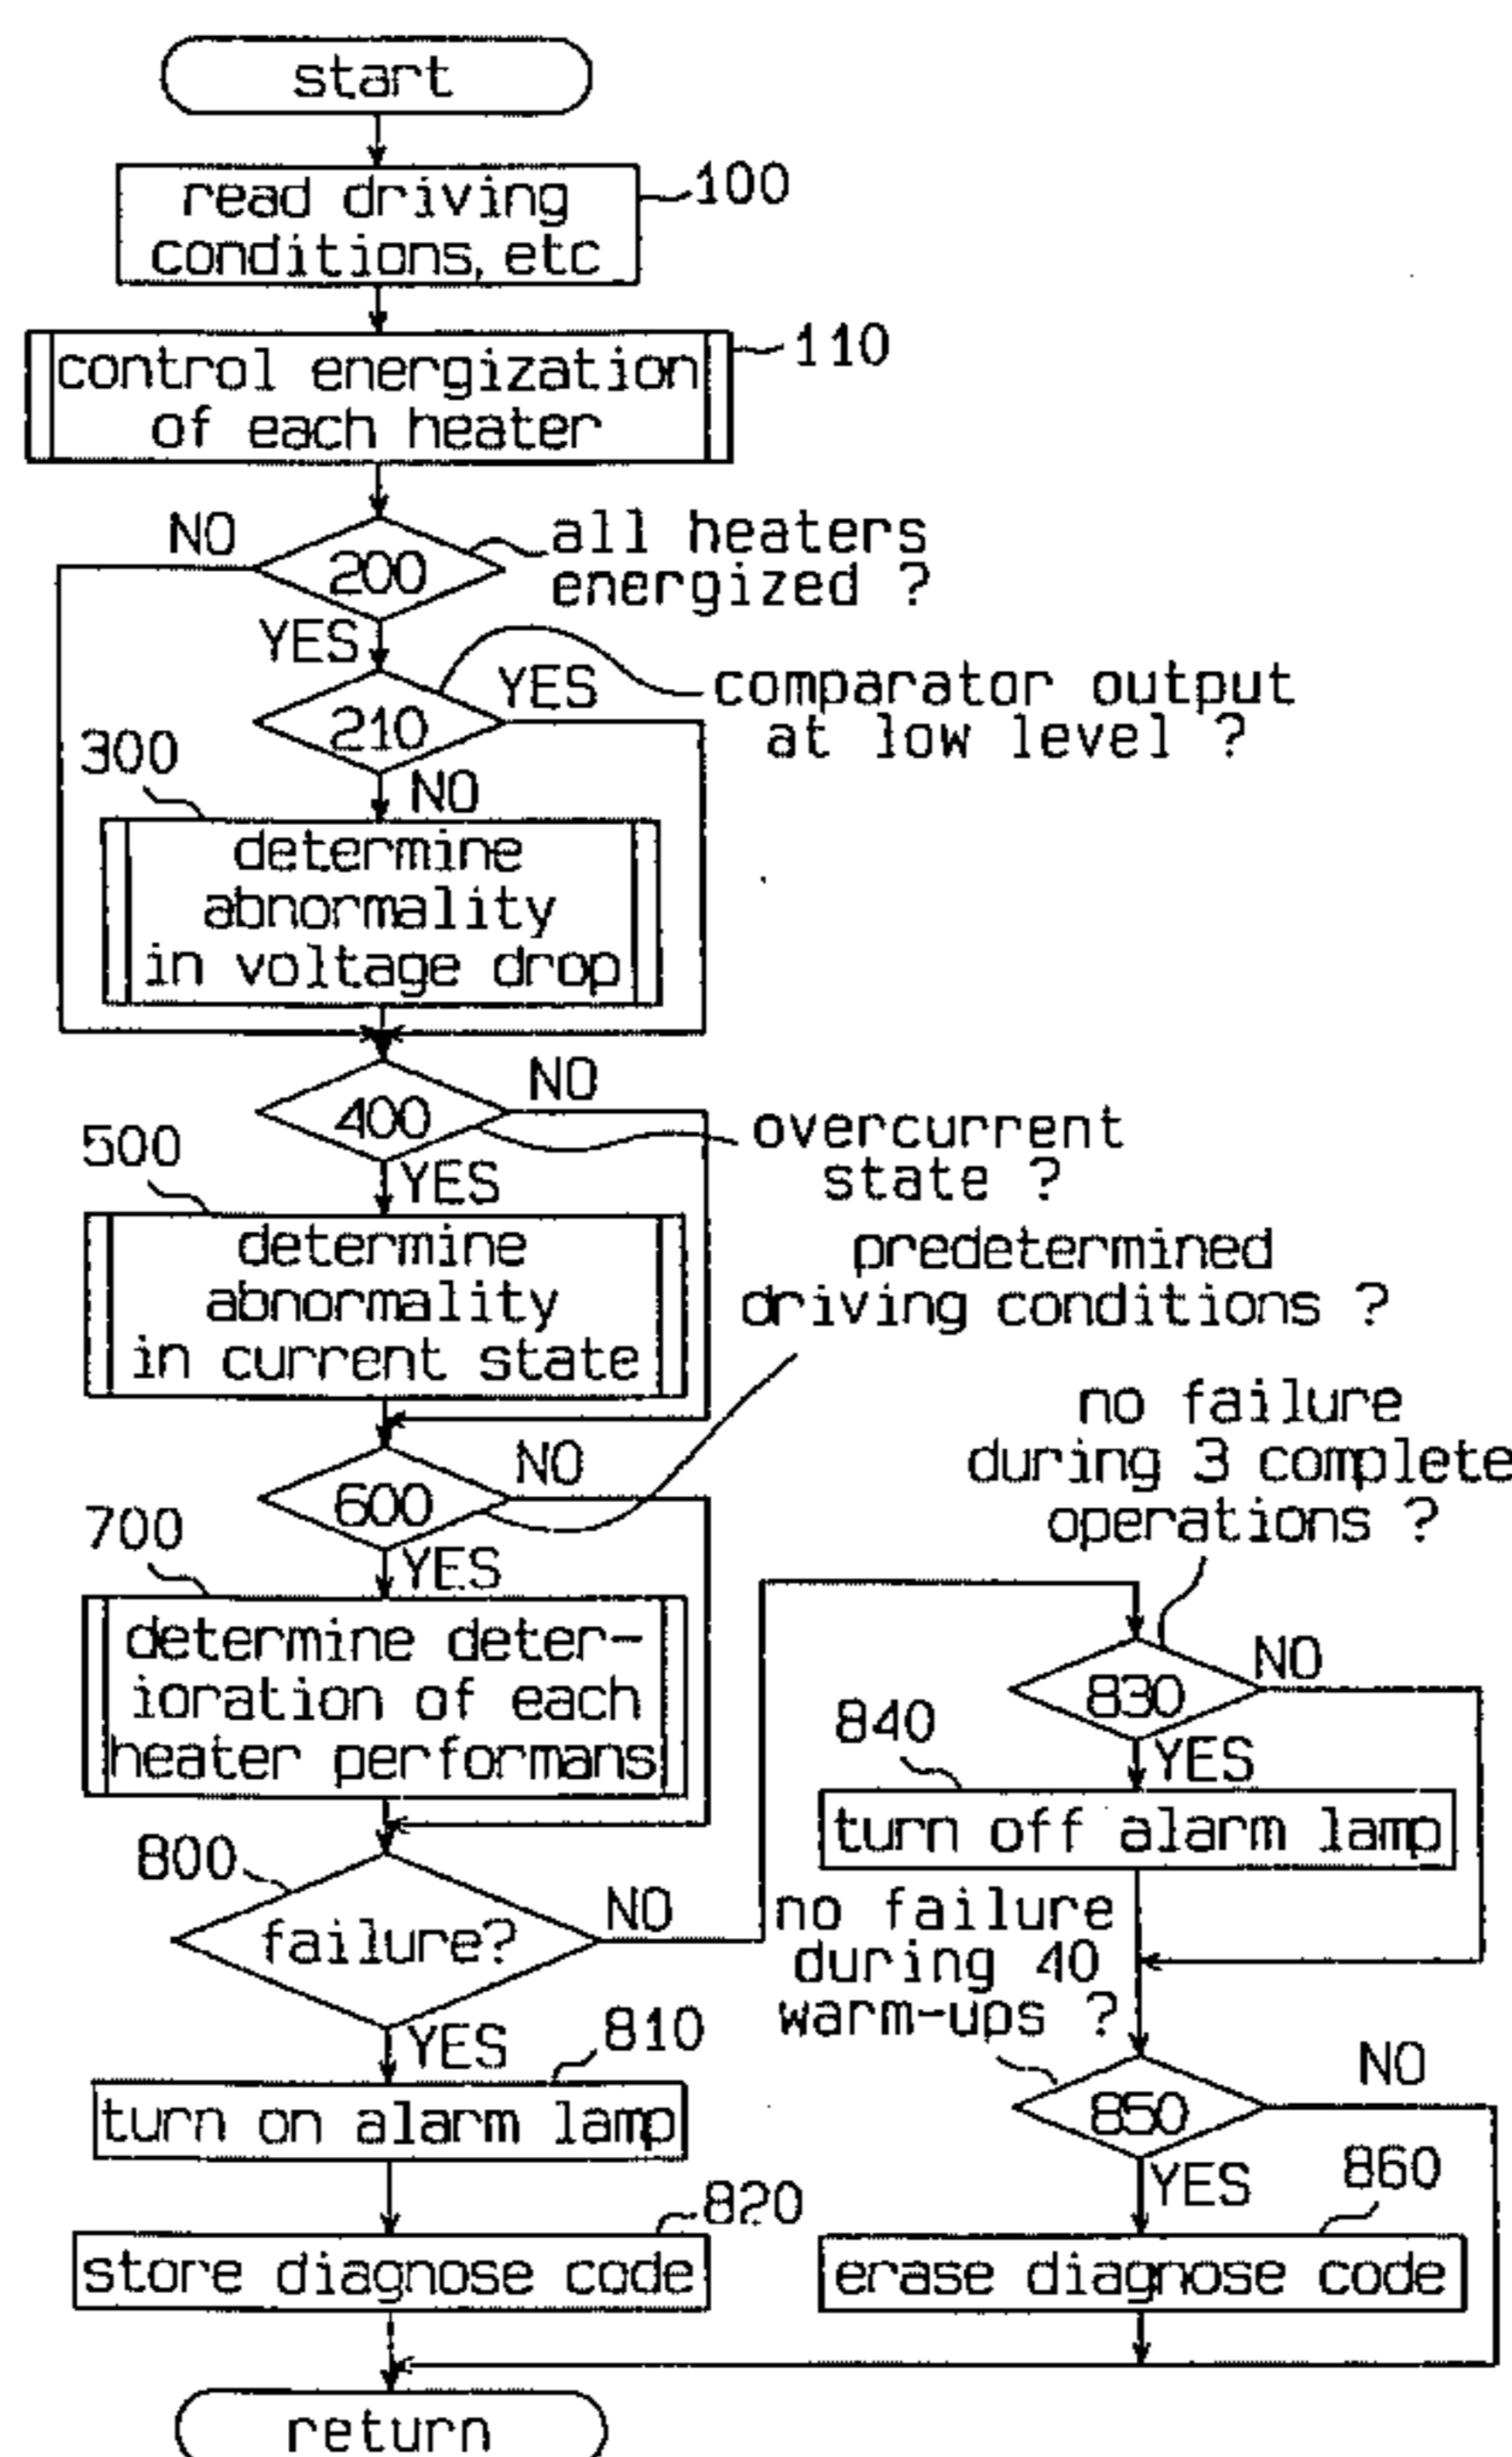 start
read driving
conditions, etc
100
control energization
of each heater
110
NO
200
all heaters
energized ?
YES
210
YES
comparator output
at low level ?
300
NO
determine
abnormality
in voltage drop
400
NO
overcurrent
state ?
500
YES
determine
abnormality
in current state
predetermined
driving conditions ?
600
NO
700
YES
determine deter-
ioration of each
heater performans
800
failure?
NO
YES
810
turn on alarm lamp
820
store diagnose code
return
no failure
during 3 complete
operations ?
830
NO
840
YES
turn off alarm lamp
no failure
during 40
warm-ups ?
850
NO
YES
860
erase diagnose code